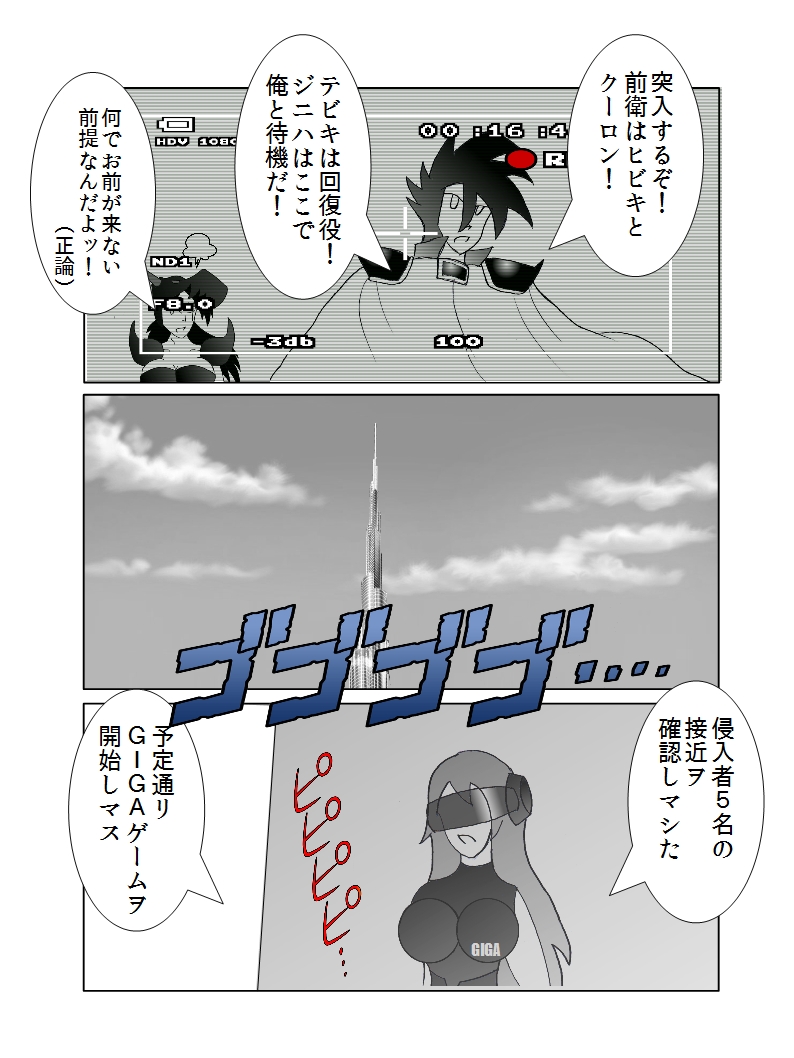 突入するぞ！
前衛はヒビキと
クーロン！
テビキは回復役！
ジニハはここで
俺と待機だ！
何でお前が来ない
前提なんだよッ！
（正論）
HDV 1080
00 :16 :4
R
ND1
F8.0
-3db
100
ゴゴゴゴ....
侵入者５名の
接近ヲ
確認しマシた
予定通リ
ＧＩＧＡゲームヲ
開始しマス
ピピピピ...
GIGA